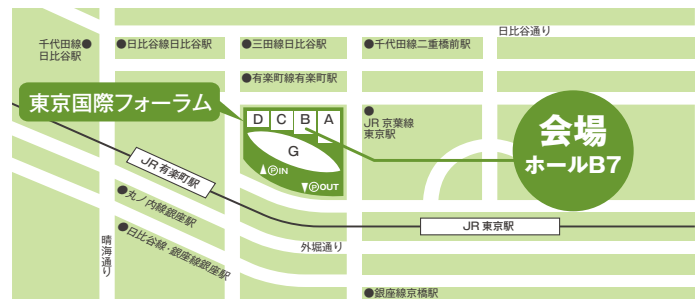 日比谷通り
千代田線●
日比谷駅
●日比谷線日比谷駅
●三田線日比谷駅
●千代田線二重橋前駅
●有楽町線有楽町駅
東京国際フォーラム
D C B A
G
▲ⓅIN
▼ⓅOUT
●
JR 京葉線
東京駅
会場
ホールB7
JR 有楽町駅
●丸ノ内線銀座駅
●日比谷線・銀座線銀座駅
晴海通り
外堀通り
JR 東京駅
●銀座線京橋駅